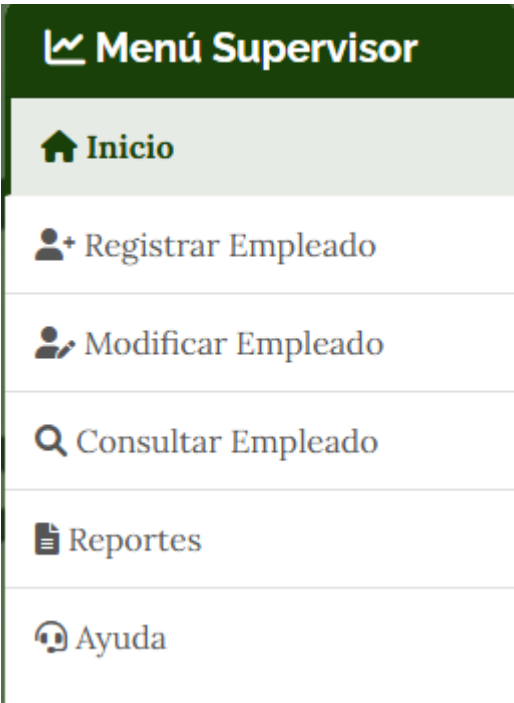 Menú Supervisor
Inicio
Registrar Empleado
Modificar Empleado
Consultar Empleado
Reportes
Ayuda